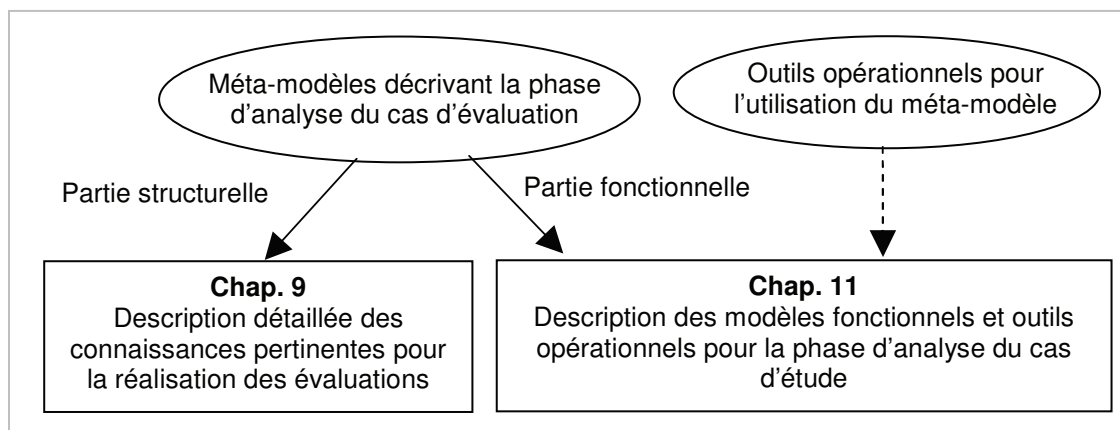 Méta-modèles décrivant la phase
d'analyse du cas d'évaluation
Outils opérationnels pour
l'utilisation du méta-modèle
Partie structurelle
Partie fonctionnelle
Chap. 9
Description détaillée des
connaissances pertinentes pour
la réalisation des évaluations
Chap. 11
Description des modèles fonctionnels et outils
opérationnels pour la phase d'analyse du cas
d'étude